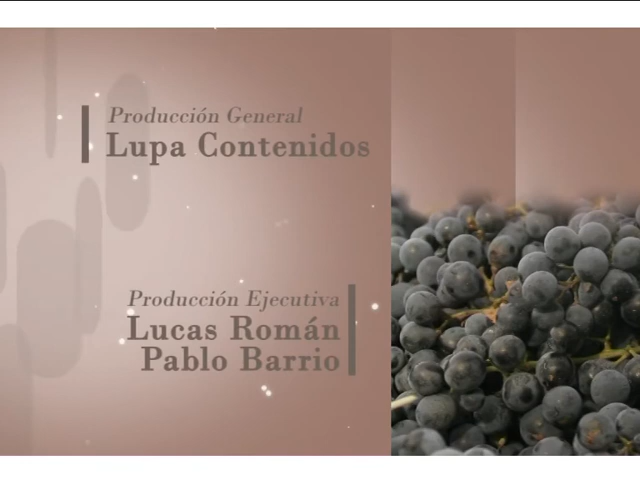 Producción General
Lupa Contenidos
Producción Ejecutiva
Lucas Román
Pablo Barrio